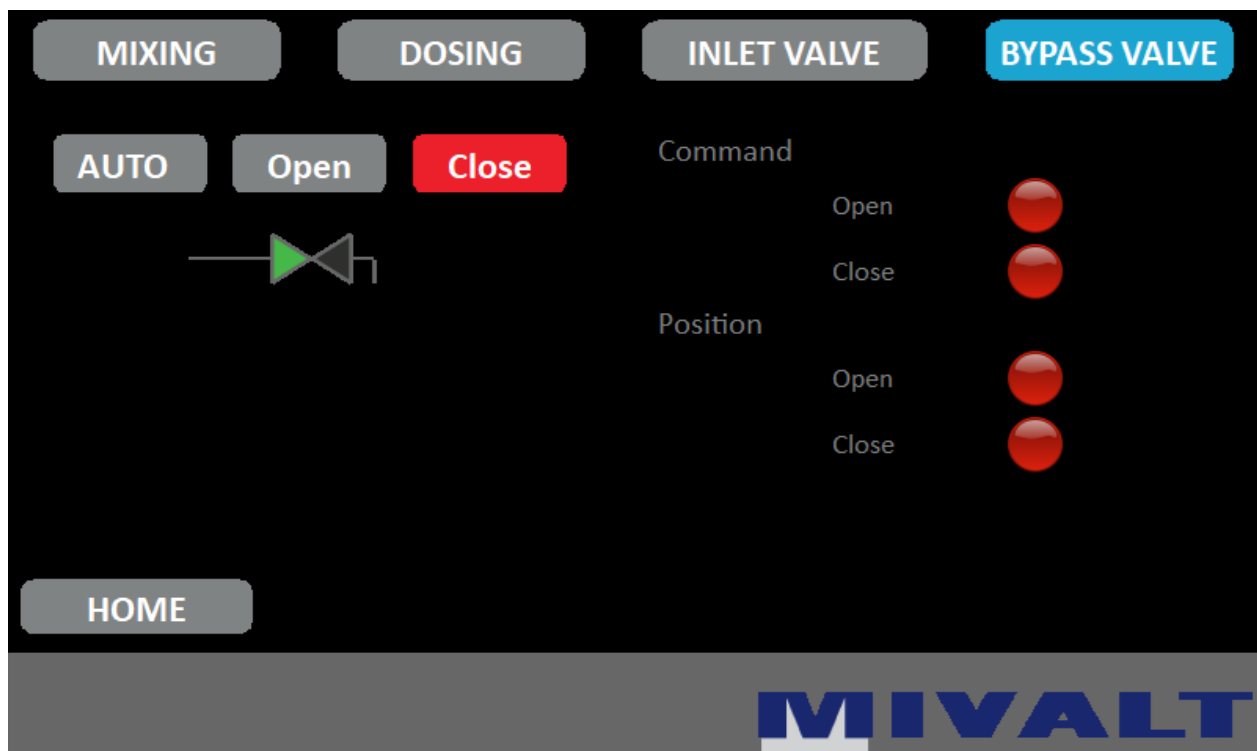 MIXING DOSING INLET VALVE BYPASS VALVE
AUTO Open Close
Command
Open
Close
Position
Open
Close
HOME
MIVALT